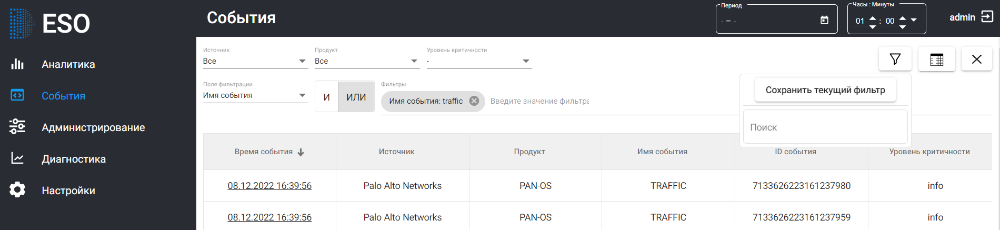 ESO
События
Период
- – -
Часы : Минуты
01 : 00
admin
Аналитика
События
Администрирование
Диагностика
Настройки
Источник
Все
Продукт
Все
Уровень критичности
-
Поле фильтрации
Имя события
И
ИЛИ
Фильтры
Имя события: traffic
Введите значение фильтра
Сохранить текущий фильтр
Поиск
Время события
Источник
Продукт
Имя события
ID события
Уровень критичности
08.12.2022 16:39:56
Palo Alto Networks
PAN-OS
TRAFFIC
7133626223161237980
info
08.12.2022 16:39:56
Palo Alto Networks
PAN-OS
TRAFFIC
7133626223161237959
info